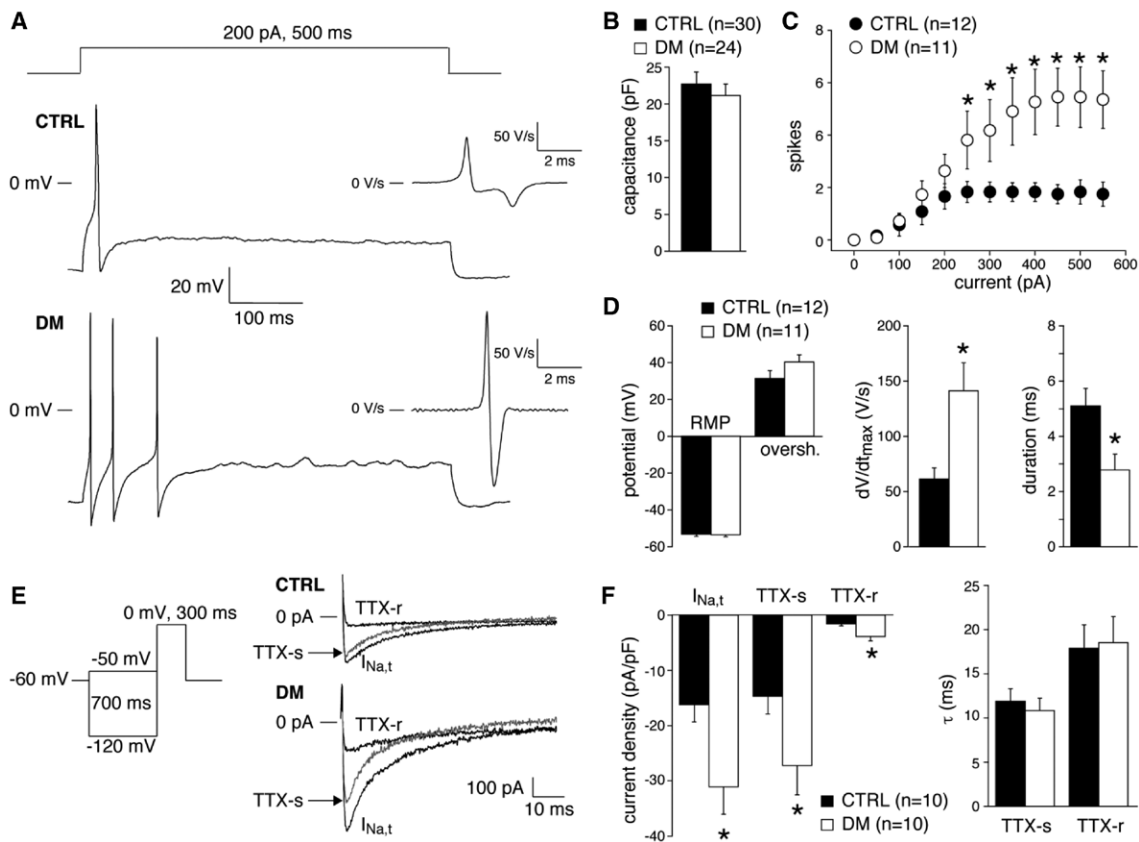 A
200 pA, 500 ms
CTRL
0 mV
50 V/s
2 ms
0 V/s
20 mV
100 ms
DM
0 mV
50 V/s
2 ms
0 V/s
B
CTRL (n=30)
DM (n=24)
capacitance (pF)
25
20
15
10
5
0
C
CTRL (n=12)
DM (n=11)
spikes
8
6
2
0
* * * * * * *
0 100 200 300 400 500 600
current (pA)
D
CTRL (n=12)
DM (n=11)
potential (mV)
60
40
20
0
-20
-40
-60
RMP
oversh.
dV/dtmax (V/s)
200
150
100
50
0
*
duration (ms)
8
6
4
2
0
*
E
0 mV, 300 ms
-50 mV
-60 mV
700 ms
-120 mV
CTRL
0 pA
TTX-r
TTX-s
INa,t
DM
0 pA
TTX-r
TTX-s
INa,t
100 pA
10 ms
F
INa,t TTX-s TTX-r
current density (pA/pF)
0
-10
-20
-30
-40
* * *
CTRL (n=10)
DM (n=10)
τ (ms)
25
20
15
10
5
0
TTX-s TTX-r